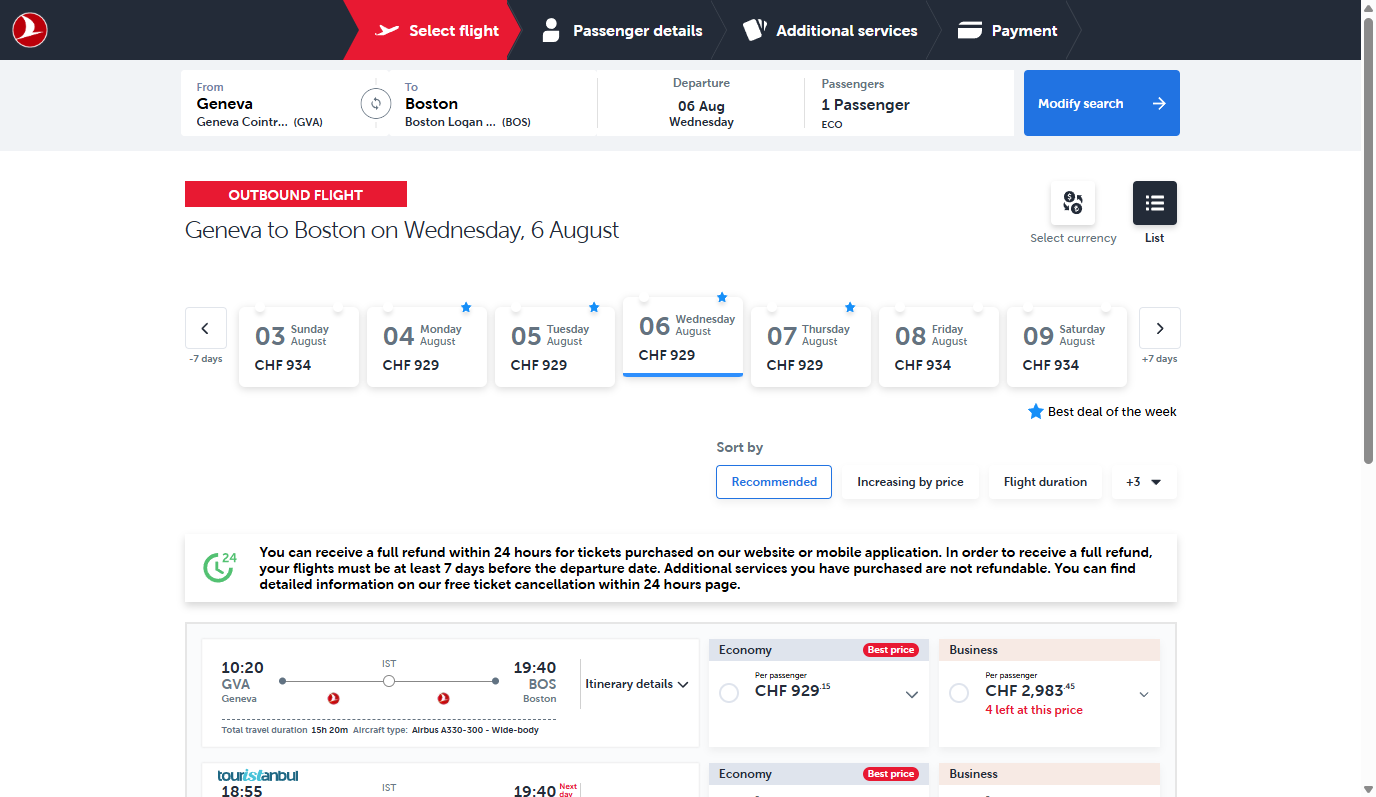 Select flight
Passenger details
Additional services
Payment
From
Geneva
Geneva Cointr... (GVA)
To
Boston
Boston Logan ... (BOS)
Departure
06 Aug
Wednesday
Passengers
1 Passenger
ECO
Modify search
OUTBOUND FLIGHT
Geneva to Boston on Wednesday, 6 August
Select currency
List
-7 days
03 Sunday August
CHF 934
04 Monday August
CHF 929
05 Tuesday August
CHF 929
06 Wednesday August
CHF 929
07 Thursday August
CHF 929
08 Friday August
CHF 934
09 Saturday August
CHF 934
+7 days
Best deal of the week
Sort by
Recommended
Increasing by price
Flight duration
+3
24
You can receive a full refund within 24 hours for tickets purchased on our website or mobile application. In order to receive a full refund,
your flights must be at least 7 days before the departure date. Additional services you have purchased are not refundable. You can find
detailed information on our free ticket cancellation within 24 hours page.
10:20
GVA
Geneva
IST
19:40
BOS
Boston
Itinerary details
Total travel duration 15h 20m Aircraft type: Airbus A330-300 - Wide-body
Economy
Best price
Per passenger
CHF 929.15
Business
Per passenger
CHF 2,983.45
4 left at this price
touristanbul
18:55
IST
19:40 Next day
Economy
Best price
Business